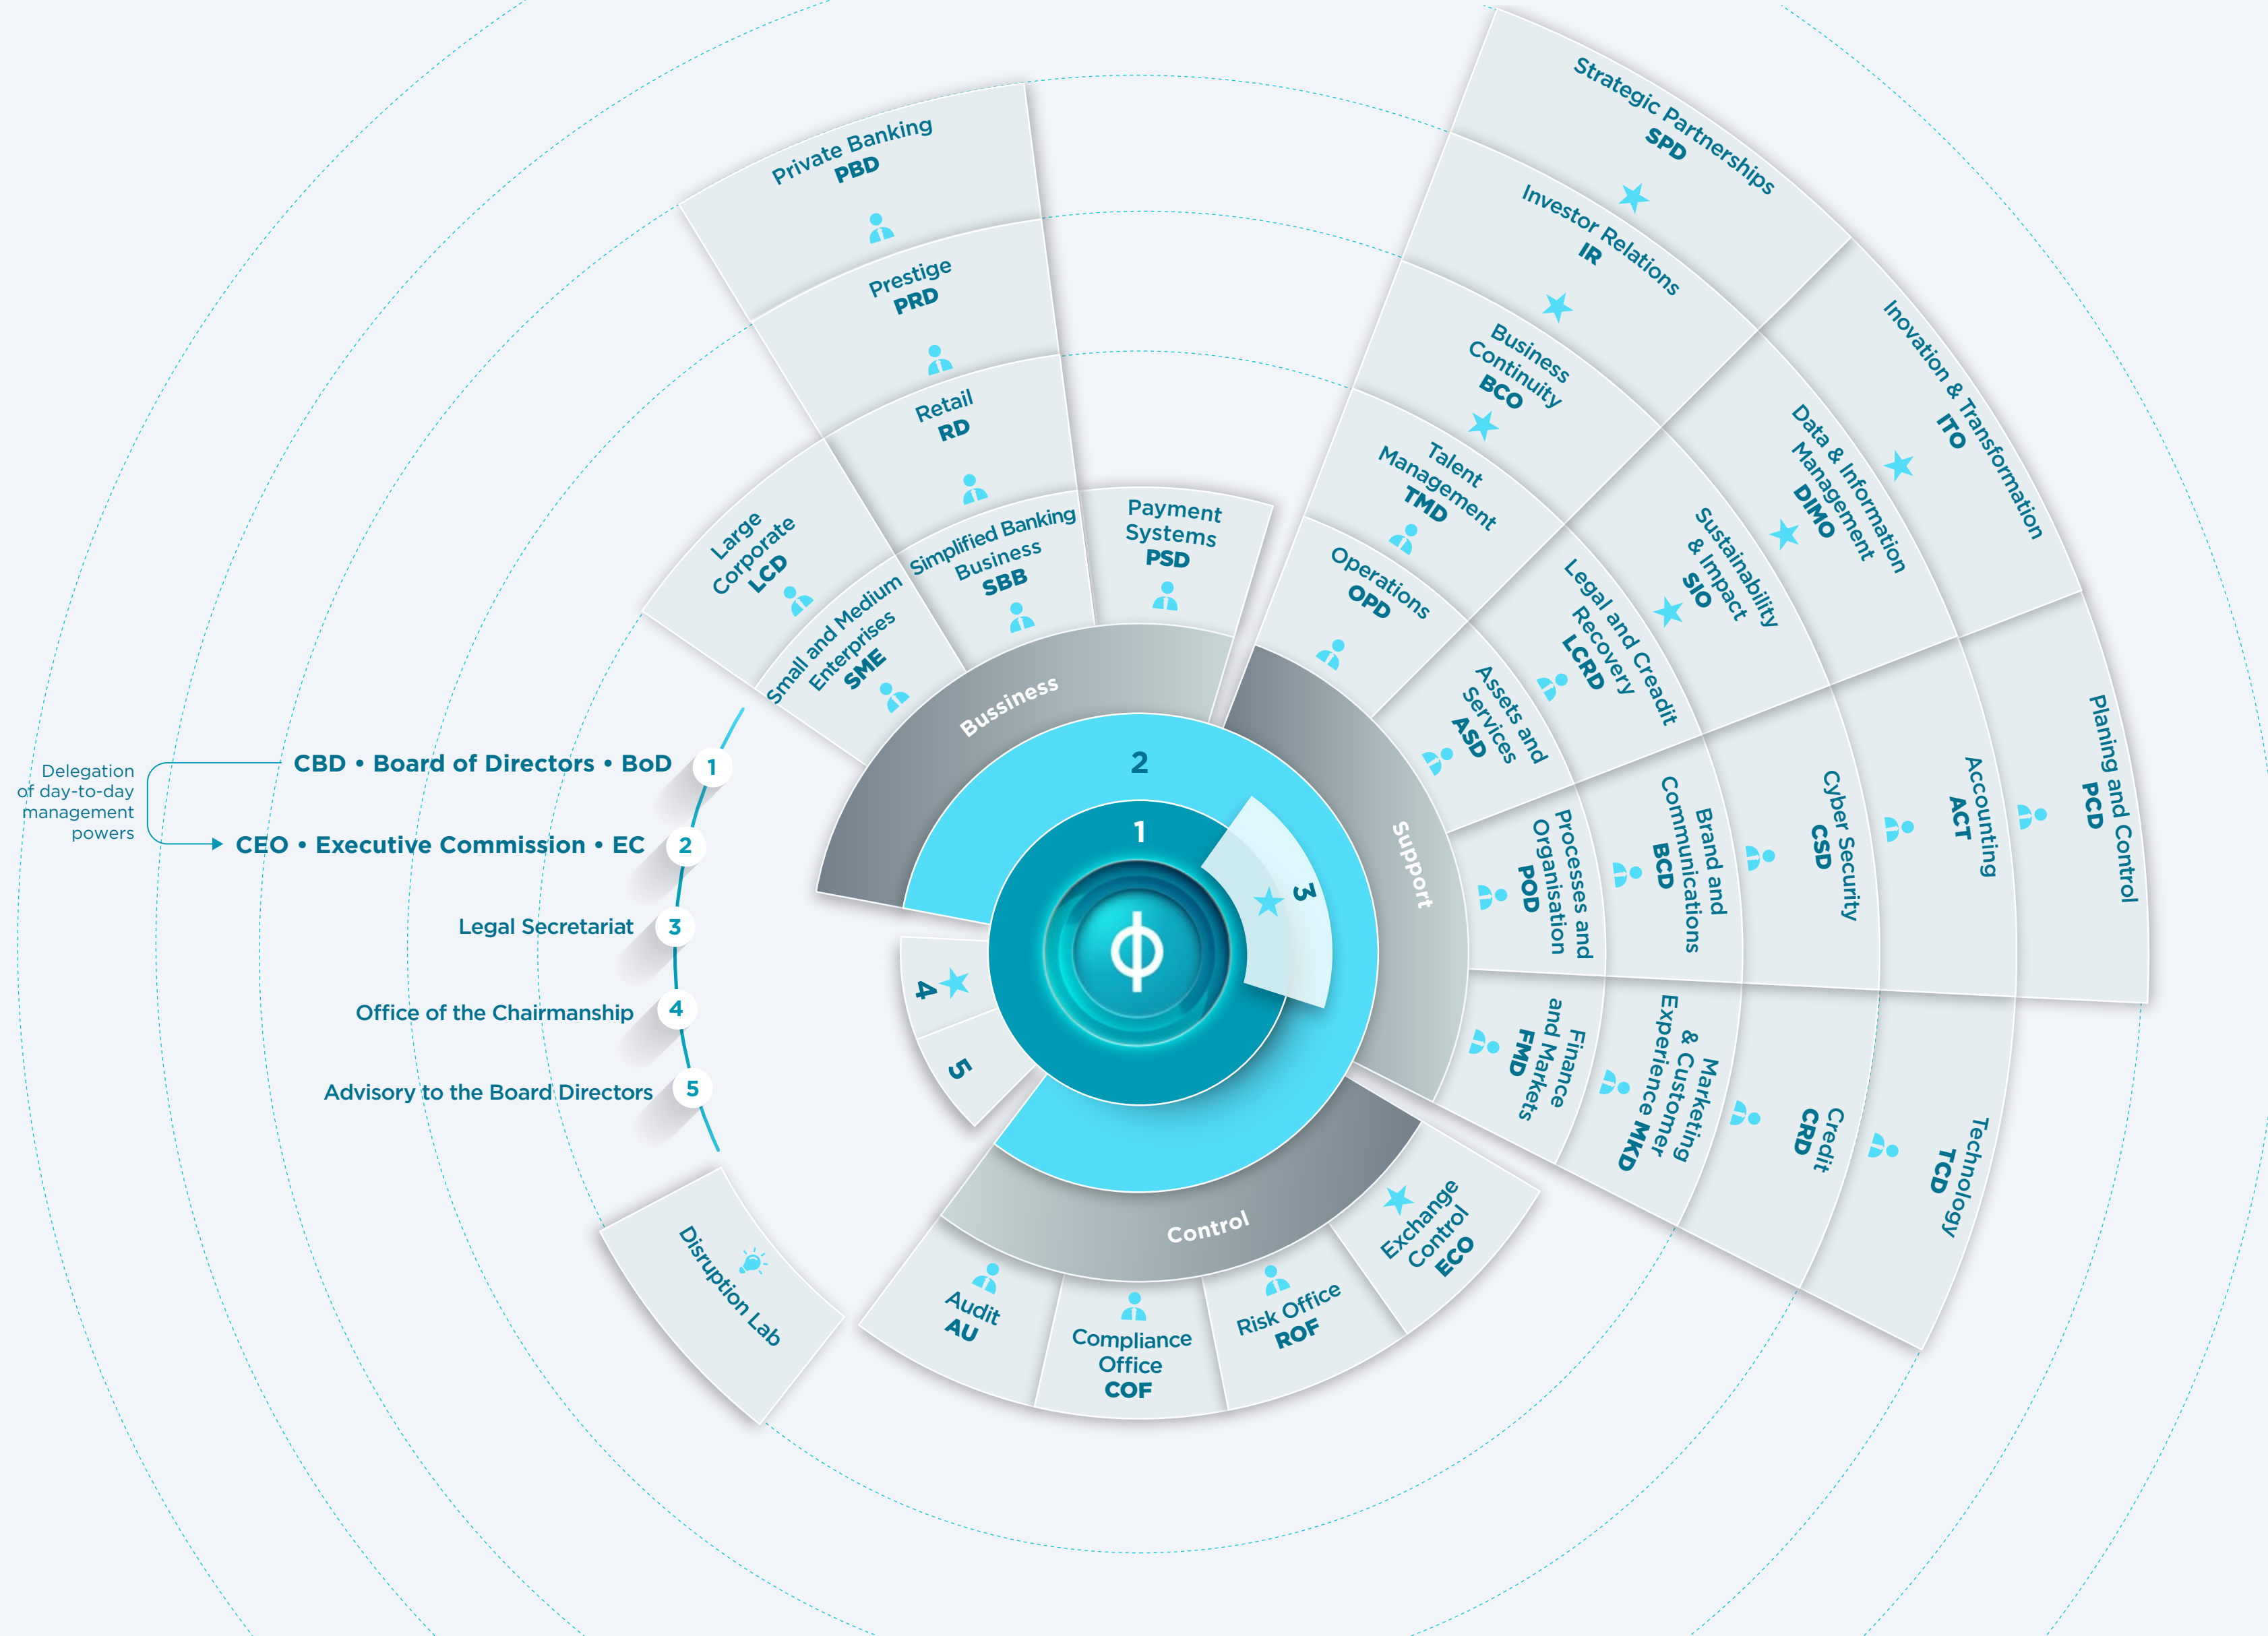 Private Banking
PBD
Prestige
PRD
Retail
RD
Large
Corporate
LCD
Small and Medium
Enterprises
SME
Simplified Banking
Business
SBB
Payment
Systems
PSD
Bussiness
Strategic Partnerships
SPD
Investor Relations
IR
Business
Continuity
BCO
Talent
Management
TMD
Operations
OPD
Inovation & Transformation
ITO
Data & Information
Management
DIMO
Sustainability
& Impact
SIO
Legal and Creadit
Recovery
LCRD
Assets and
Services
ASD
Planing and Control
PCD
Accounting
ACT
Cyber Security
CSD
Brand and
Communications
BCD
Processes and
Organisation
POD
Support
Technology
TCD
Credit
CRD
Marketing
& Customer
Experience MKD
Finance
and Markets
FMD
2
1
3
4
5
Control
Exchange
Control
ECO
Risk Office
ROF
Compliance
Office
COF
Audit
AU
Disruption Lab
Delegation
of day-to-day
management
powers
CBD • Board of Directors • BoD 1
CEO • Executive Commission • EC 2
Legal Secretariat 3
Office of the Chairmanship 4
Advisory to the Board Directors 5